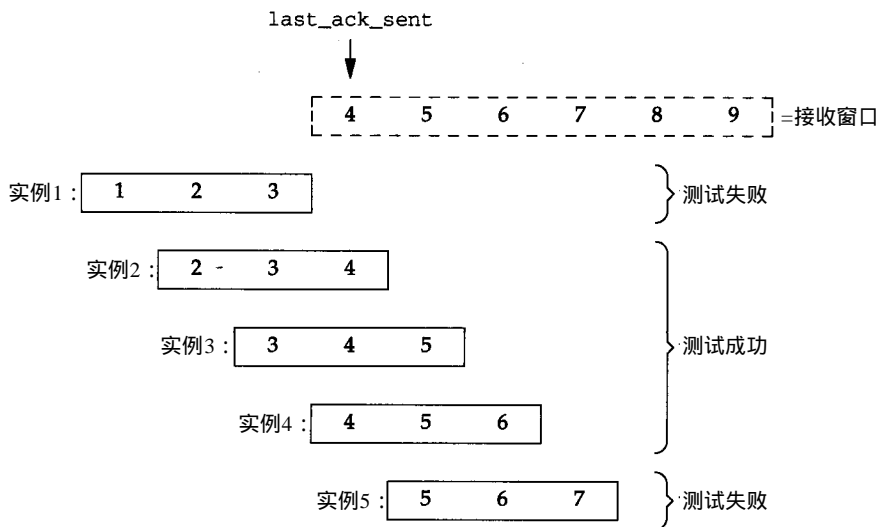 last_ack_sent
4 5 6 7 8 9 =接收窗口
实例1 : 1 2 3 测试失败
实例2 : 2 - 3 4
实例3 : 3 4 5 测试成功
实例4 : 4 5 6
实例5 : 5 6 7 测试失败